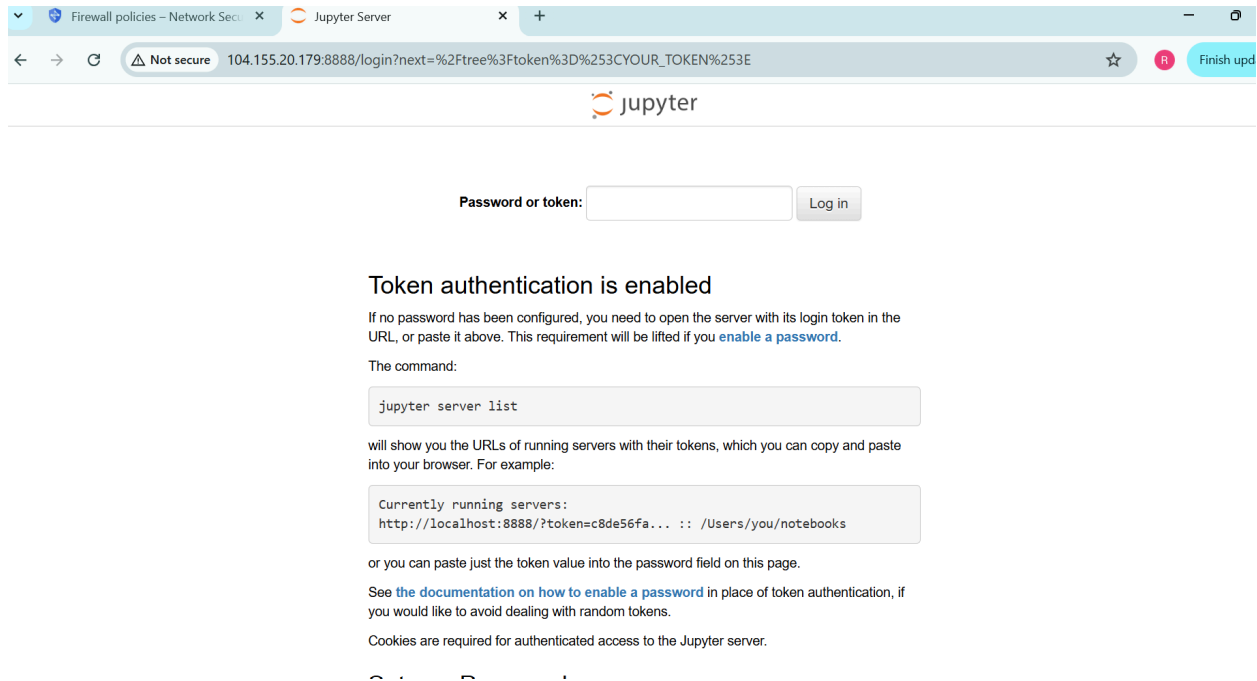 Firewall policies – Network Secu
Jupyter Server
Not secure
104.155.20.179:8888/login?next=%2Ftree%3Ftoken%3D%253CYOUR_TOKEN%253E
R
Finish upd
jupyter
Password or token:
Log in
Token authentication is enabled
If no password has been configured, you need to open the server with its login token in the
URL, or paste it above. This requirement will be lifted if you enable a password.
The command:
jupyter server list
will show you the URLs of running servers with their tokens, which you can copy and paste
into your browser. For example:
Currently running servers:
http://localhost:8888/?token=c8de56fa... :: /Users/you/notebooks
or you can paste just the token value into the password field on this page.
See the documentation on how to enable a password in place of token authentication, if
you would like to avoid dealing with random tokens.
Cookies are required for authenticated access to the Jupyter server.